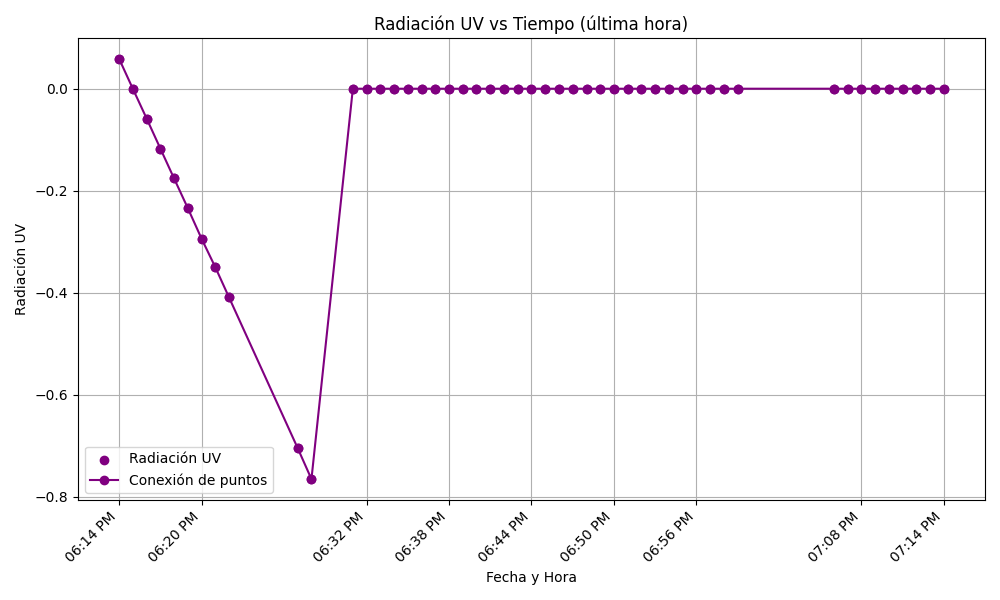 Radiación UV vs Tiempo (última hora)
Radiación UV
0.0
−0.2
−0.4
−0.6
−0.8
Radiación UV
Conexión de puntos
06:14 PM
06:20 PM
06:32 PM
06:38 PM
06:44 PM
06:50 PM
06:56 PM
07:08 PM
07:14 PM
Fecha y Hora